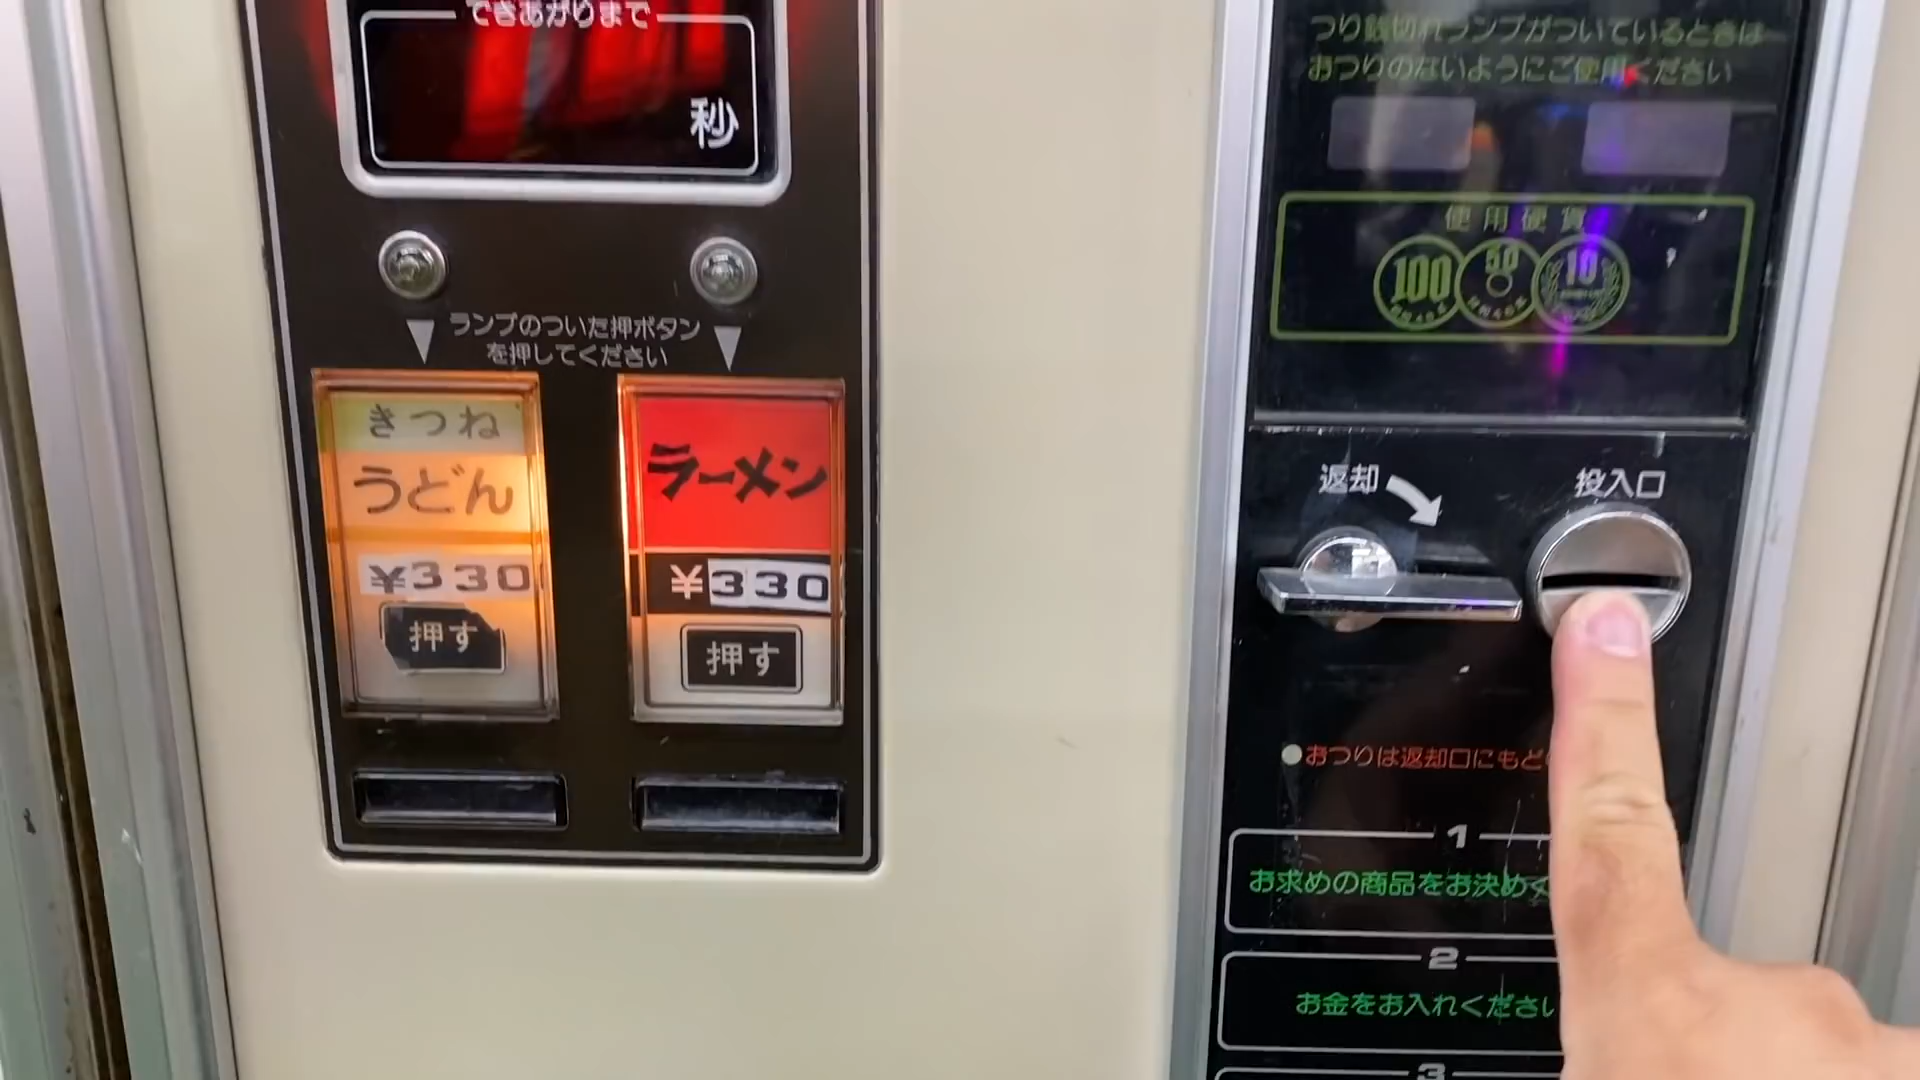 できあがりまで
秒
ランプのついた押ボタン
を押してください
きつね
うどん
¥330
押す
ラーメン
¥330
押す
つり銭切れランプがついているときは
おつりのないようにご使用ください
使用硬貨
100
50
10
返却
投入口
●おつりは返却口にもど
1
お求めの商品をお決めく
2
お金をお入れください
3